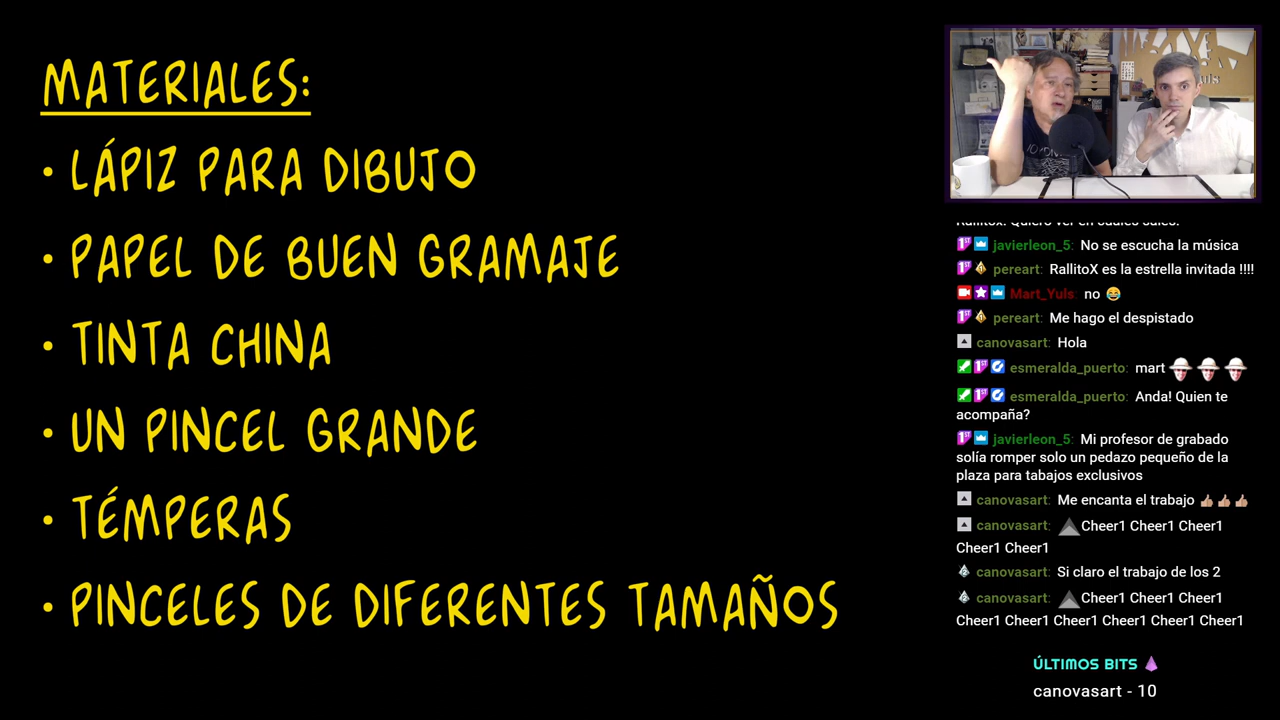 MATERIALES:
• LÁPIZ PARA DIBUJO
• PAPEL DE BUEN GRAMAJE
• TINTA CHINA
• UN PINCEL GRANDE
• TÉMPERAS
• PINCELES DE DIFERENTES TAMAÑOS
javierleon_5: No se escucha la música
pereart: RallitoX es la estrella invitada !!!!
Mart_Yuls: no 😂
pereart: Me hago el despistado
canovasart: Hola
esmeralda_puerto: mart
esmeralda_puerto: Anda! Quien te
acompaña?
javierleon_5: Mi profesor de grabado
solía romper solo un pedazo pequeño de la
plaza para tabajos exclusivos
canovasart: Me encanta el trabajo 👍🏼👍🏼👍🏼
canovasart: Cheer1 Cheer1 Cheer1
Cheer1 Cheer1
canovasart: Si claro el trabajo de los 2
canovasart: Cheer1 Cheer1 Cheer1
Cheer1 Cheer1 Cheer1 Cheer1 Cheer1 Cheer1
ÚLTIMOS BITS
canovasart - 10